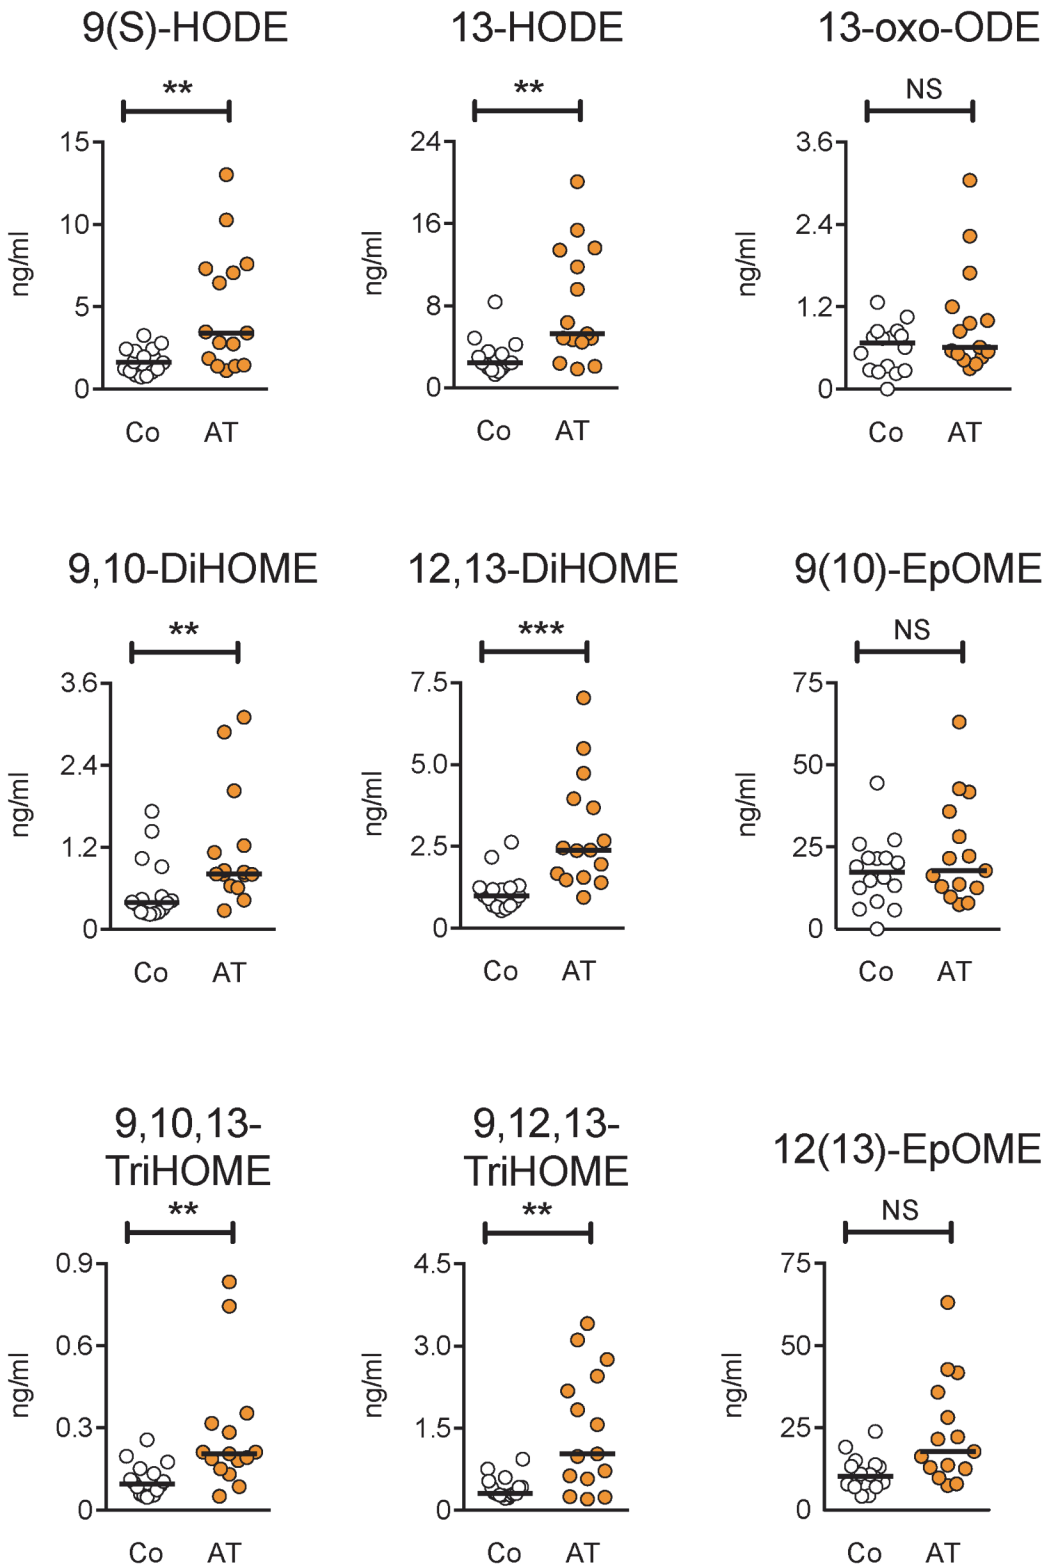 9(S)-HODE
**
15
10
5
0
ng/ml
Co AT
13-HODE
**
24
16
8
0
ng/ml
Co AT
13-oxo-ODE
NS
3.6
2.4
1.2
0
ng/ml
Co AT
9,10-DiHOME
**
3.6
2.4
1.2
0
ng/ml
Co AT
12,13-DiHOME
***
7.5
5.0
2.5
0
ng/ml
Co AT
9(10)-EpOME
NS
75
50
25
0
ng/ml
Co AT
9,10,13-
TriHOME
**
0.9
0.6
0.3
0
ng/ml
Co AT
9,12,13-
TriHOME
**
4.5
3.0
1.5
0
ng/ml
Co AT
12(13)-EpOME
NS
75
50
25
0
ng/ml
Co AT